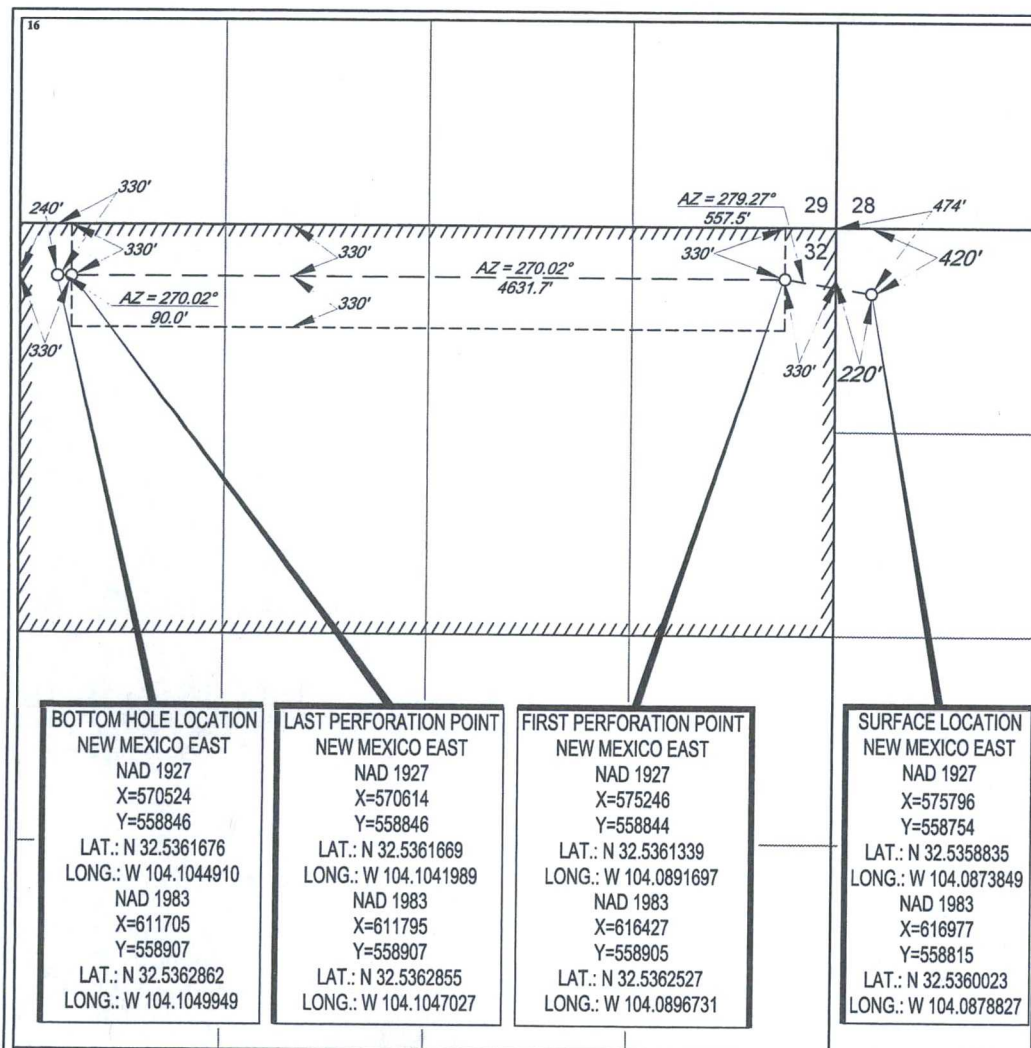 16
330'
240'
330'
330'
AZ = 270.02°
90.0'
330'
330'
AZ = 270.02°
4631.7'
330'
AZ = 279.27°
557.5'
29 28
474'
330'
32
420'
330'
220'
BOTTOM HOLE LOCATION
NEW MEXICO EAST
NAD 1927
X=570524
Y=558846
LAT.: N 32.5361676
LONG.: W 104.1044910
NAD 1983
X=611705
Y=558907
LAT.: N 32.5362862
LONG.: W 104.1049949
LAST PERFORATION POINT
NEW MEXICO EAST
NAD 1927
X=570614
Y=558846
LAT.: N 32.5361669
LONG.: W 104.1041989
NAD 1983
X=611795
Y=558907
LAT.: N 32.5362855
LONG.: W 104.1047027
FIRST PERFORATION POINT
NEW MEXICO EAST
NAD 1927
X=575246
Y=558844
LAT.: N 32.5361339
LONG.: W 104.0891697
NAD 1983
X=616427
Y=558905
LAT.: N 32.5362527
LONG.: W 104.0896731
SURFACE LOCATION
NEW MEXICO EAST
NAD 1927
X=575796
Y=558754
LAT.: N 32.5358835
LONG.: W 104.0873849
NAD 1983
X=616977
Y=558815
LAT.: N 32.5360023
LONG.: W 104.0878827